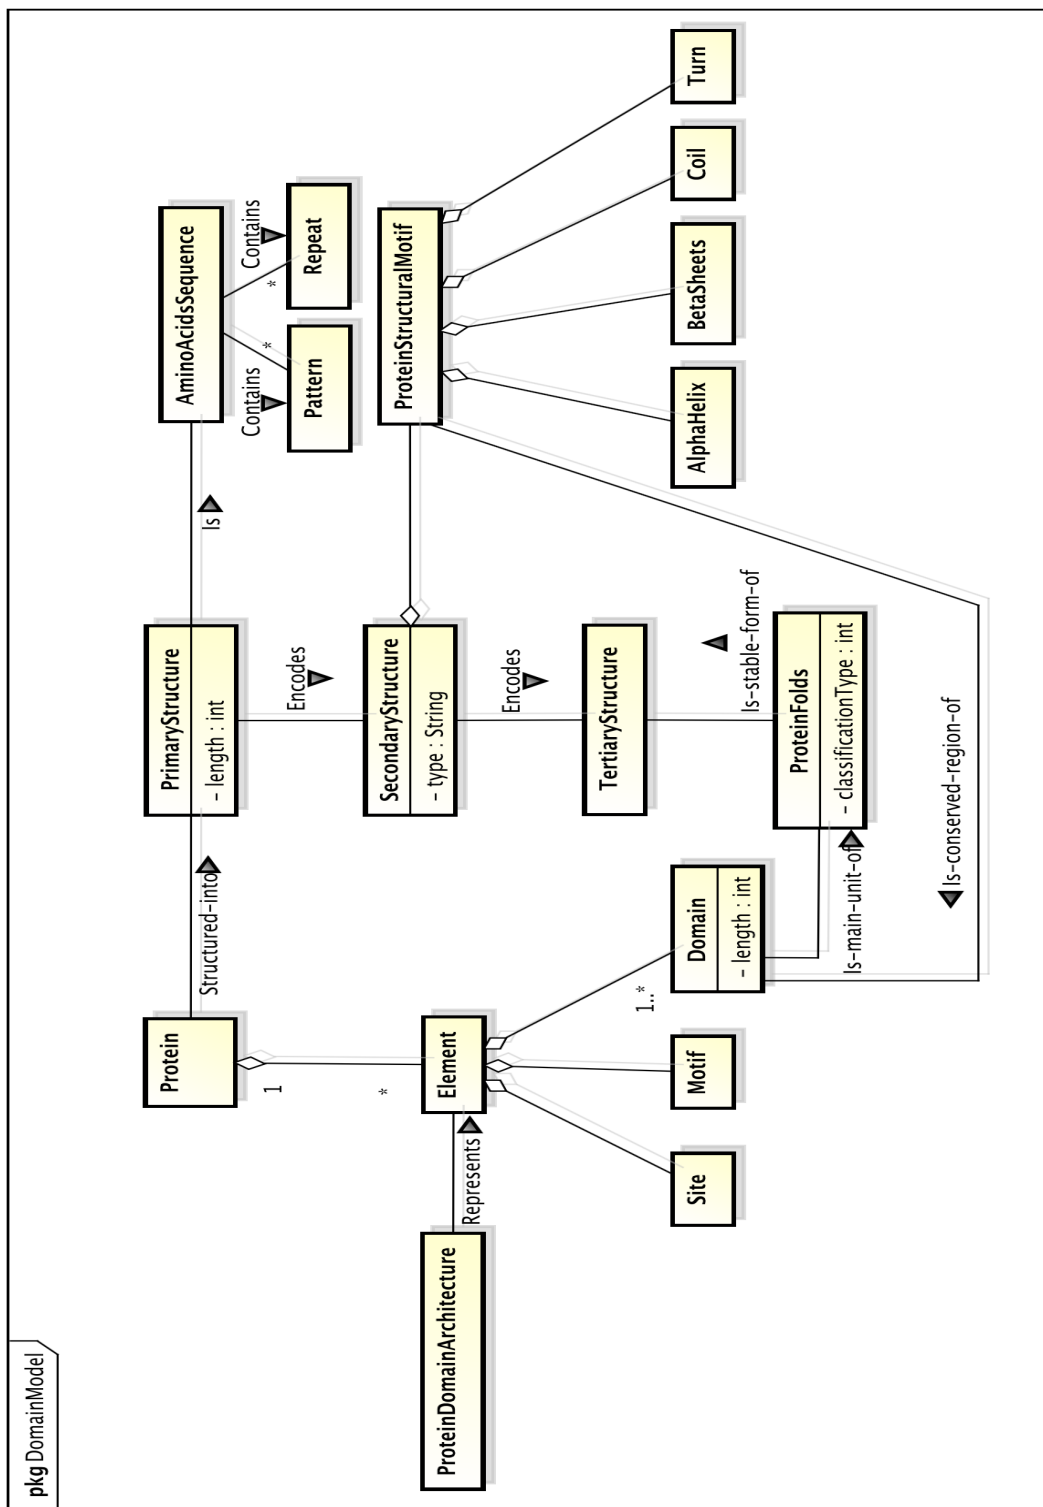 pkg DomainModel
Protein
Structured-into
PrimaryStructure
- length : int
Is
AminoAcidsSequence
1
*
Encodes
Contains
*
*
Contains
Pattern
Repeat
ProteinDomainArchitecture
Represents
Element
SecondaryStructure
- type : String
ProteinStructuralMotif
Encodes
1..*
TertiaryStructure
Site
Motif
Domain
- length : int
AlphaHelix
BetaSheets
Coil
Turn
Is-stable-form-of
ProteinFolds
- classificationType : int
Is-main-unit-of
Is-conserved-region-of